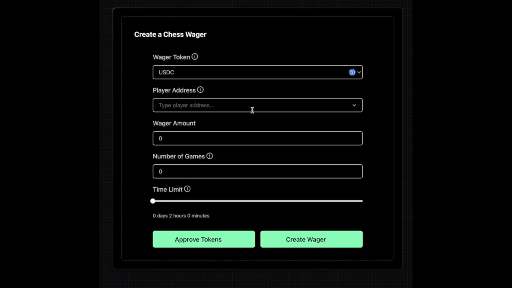 Create a Chess Wager
Wager Token
USDC
Player Address
Type player address...
Wager Amount
0
Number of Games
0
Time Limit
0 days 2 hours 0 minutes
Approve Tokens Create Wager